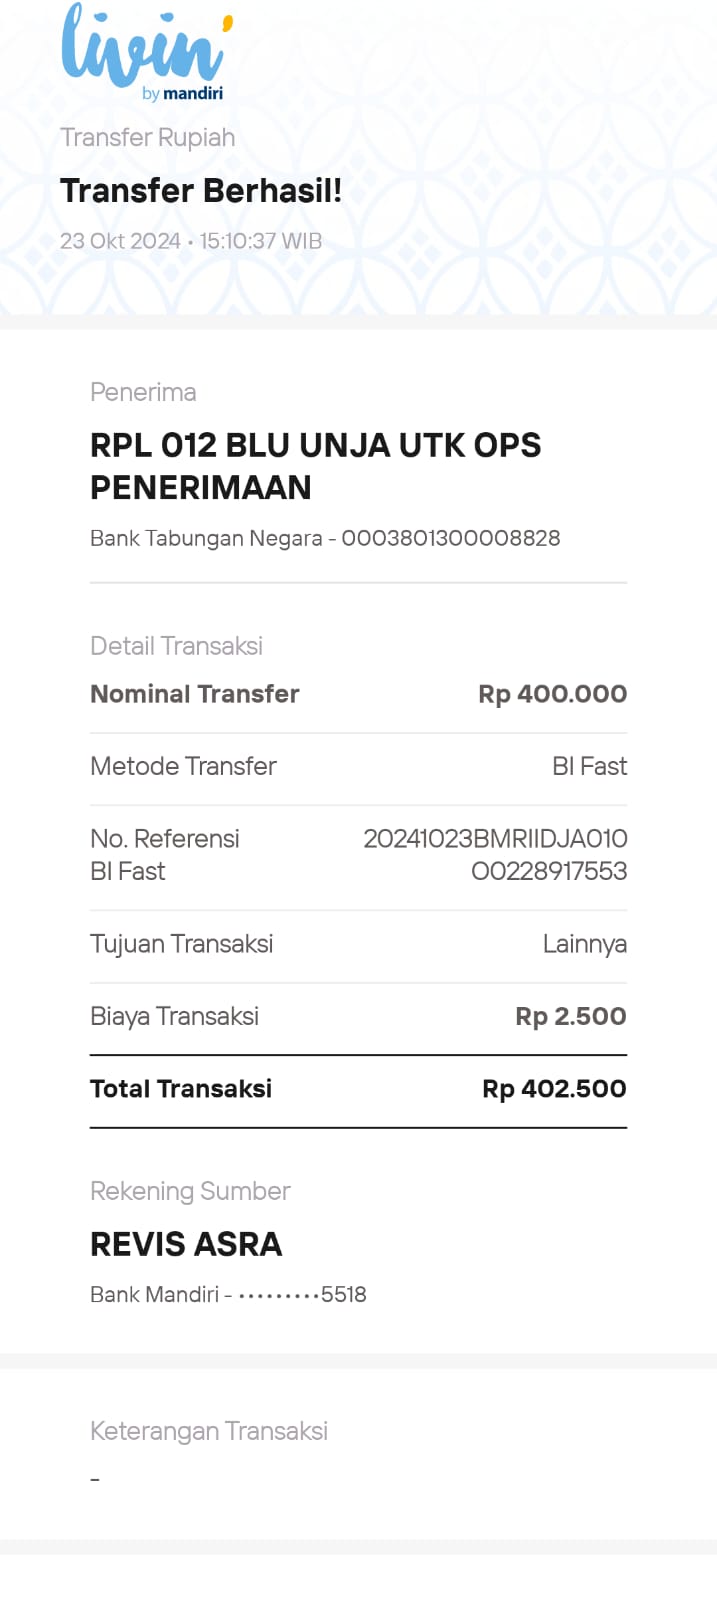 livin'
by mandiri
Transfer Rupiah
Transfer Berhasil!
23 Okt 2024 • 15:10:37 WIB
Penerima
RPL 012 BLU UNJA UTK OPS
PENERIMAAN
Bank Tabungan Negara - 0003801300008828
Detail Transaksi
Nominal Transfer Rp 400.000
Metode Transfer BI Fast
No. Referensi 20241023BMRIIDJA010
BI Fast O0228917553
Tujuan Transaksi Lainnya
Biaya Transaksi Rp 2.500
Total Transaksi Rp 402.500
Rekening Sumber
REVIS ASRA
Bank Mandiri - •••••••••5518
Keterangan Transaksi
-